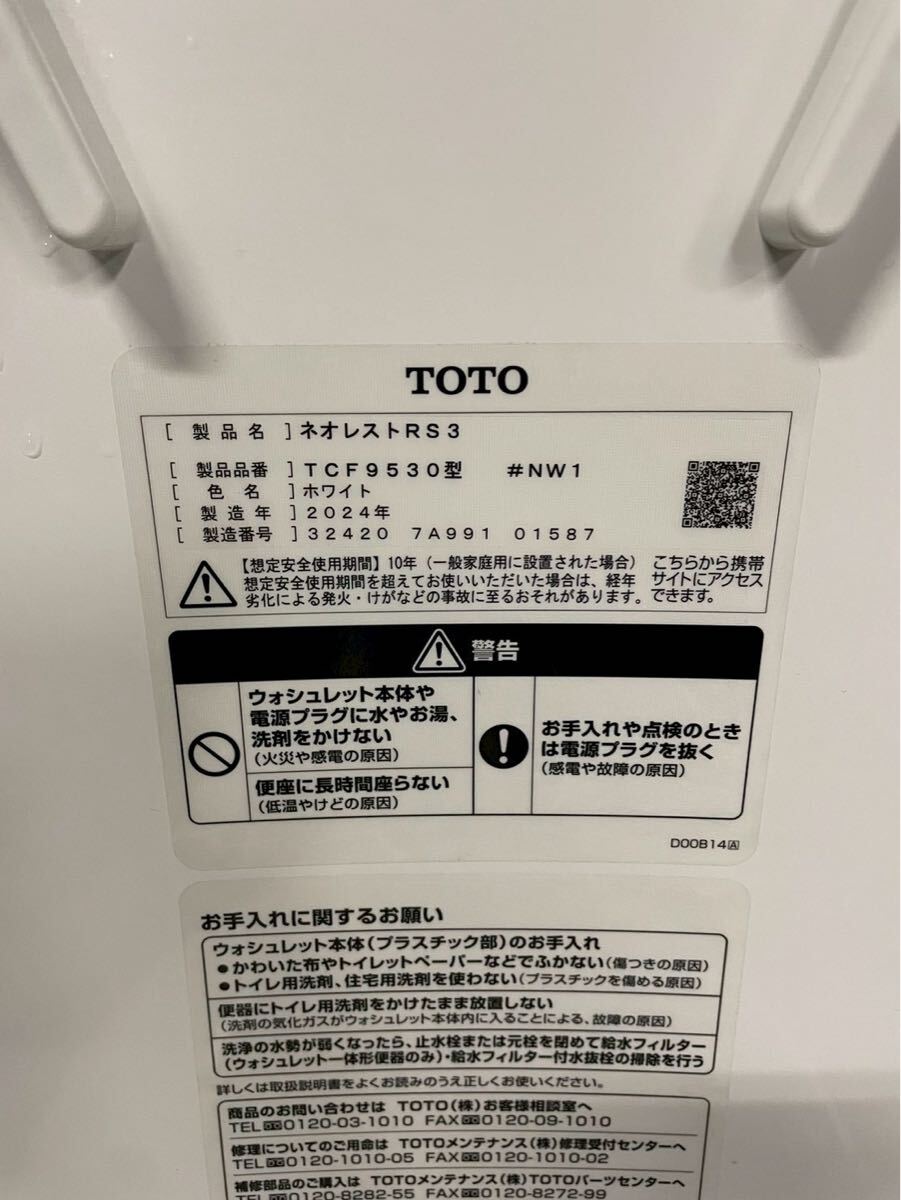 TOTO
[ 製品名 ]ネオレストRS3
[ 製品品番 ]TCF9530型 #NW1
[ 色名 ]ホワイト
[ 製造年 ]2024年
[ 製造番号 ]32420 7A991 01587
【想定安全使用期間】10年（一般家庭用に設置された場合）
想定安全使用期間を超えてお使いいただいた場合は、経年
劣化による発火・けがなどの事故に至るおそれがあります。
こちらから携帯
サイトにアクセス
できます。
警告
ウォシュレット本体や
電源プラグに水やお湯、
洗剤をかけない
(火災や感電の原因)
便座に長時間座らない
(低温やけどの原因)
お手入れや点検のとき
は電源プラグを抜く
(感電や故障の原因)
D00B14A
お手入れに関するお願い
ウォシュレット本体(プラスチック部)のお手入れ
●かわいた布やトイレットペーパーなどでふかない(傷つきの原因)
●トイレ用洗剤、住宅用洗剤を使わない(プラスチックを傷める原因)
便器にトイレ用洗剤をかけたまま放置しない
(洗剤の気化ガスがウォシュレット本体内に入ることによる、故障の原因)
洗浄の水勢が弱くなったら、止水栓または元栓を閉めて給水フィルター
(ウォシュレット一体形便器のみ)・給水フィルター付水抜栓の掃除を行う
詳しくは取扱説明書をよくお読みのうえ正しくお使いください。
商品のお問い合わせは TOTO(株)お客様相談室へ
TEL 0120-03-1010 FAX 0120-09-1010
修理についてのご用命は TOTOメンテナンス(株)修理受付センターへ
TEL 0120-1010-05 FAX 0120-1010-02
補修部品のご購入は TOTOメンテナンス(株)TOTOパーツセンターへ
TEL 0120-8282-55 FAX 0120-8272-99